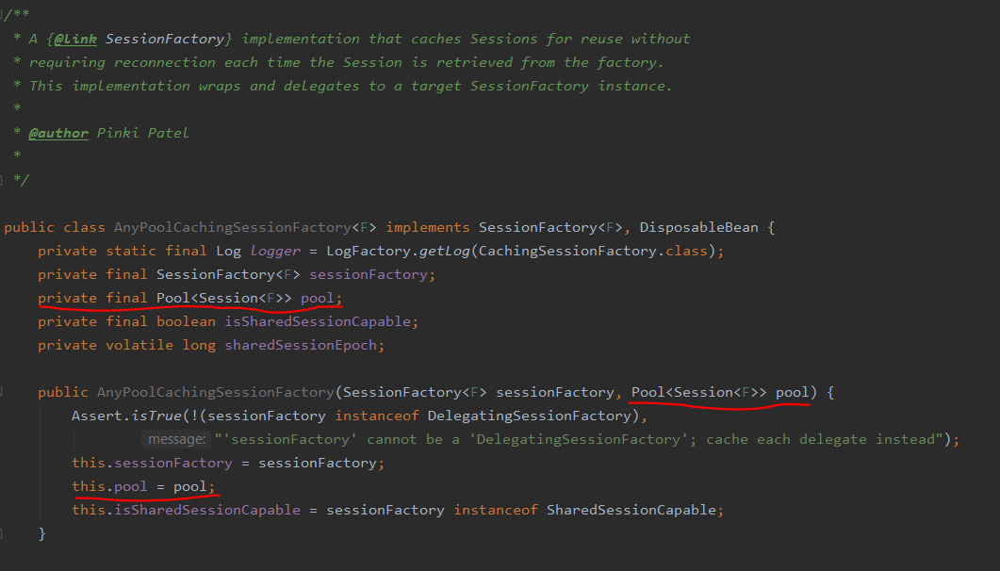 /**
* A {@link SessionFactory} implementation that caches Sessions for reuse without
* requiring reconnection each time the Session is retrieved from the factory.
* This implementation wraps and delegates to a target SessionFactory instance.
*
* @author Pinki Patel
*
*/
public class AnyPoolCachingSessionFactory<F> implements SessionFactory<F>, DisposableBean {
private static final Log logger = LogFactory.getLog(CachingSessionFactory.class);
private final SessionFactory<F> sessionFactory;
private final Pool<Session<F>> pool;
private final boolean isSharedSessionCapable;
private volatile long sharedSessionEpoch;
public AnyPoolCachingSessionFactory(SessionFactory<F> sessionFactory, Pool<Session<F>> pool) {
Assert.isTrue(!(sessionFactory instanceof DelegatingSessionFactory),
message: "'sessionFactory' cannot be a 'DelegatingSessionFactory'; cache each delegate instead");
this.sessionFactory = sessionFactory;
this.pool = pool;
this.isSharedSessionCapable = sessionFactory instanceof SharedSessionCapable;
}